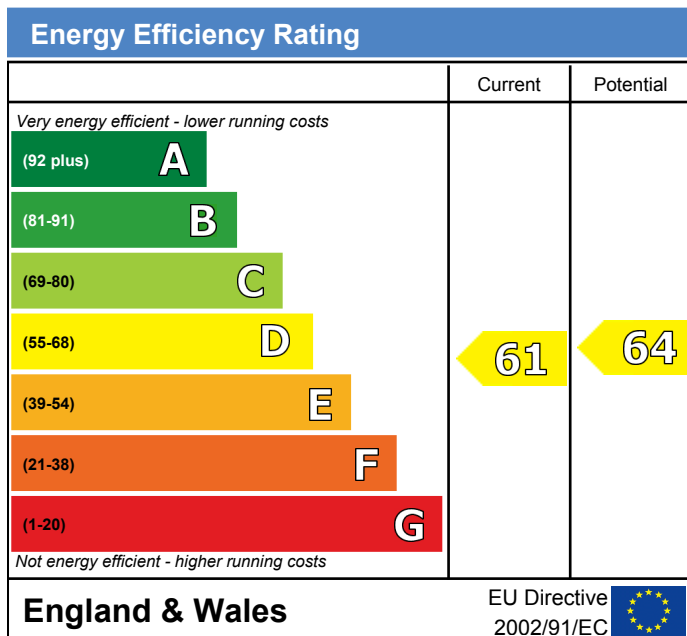 Energy Efficiency Rating
Current Potential
Very energy efficient - lower running costs
(92 plus) A
(81-91) B
(69-80) C
(55-68) D
(39-54) E
(21-38) F
(1-20) G
61
64
Not energy efficient - higher running costs
England & Wales
EU Directive
2002/91/EC